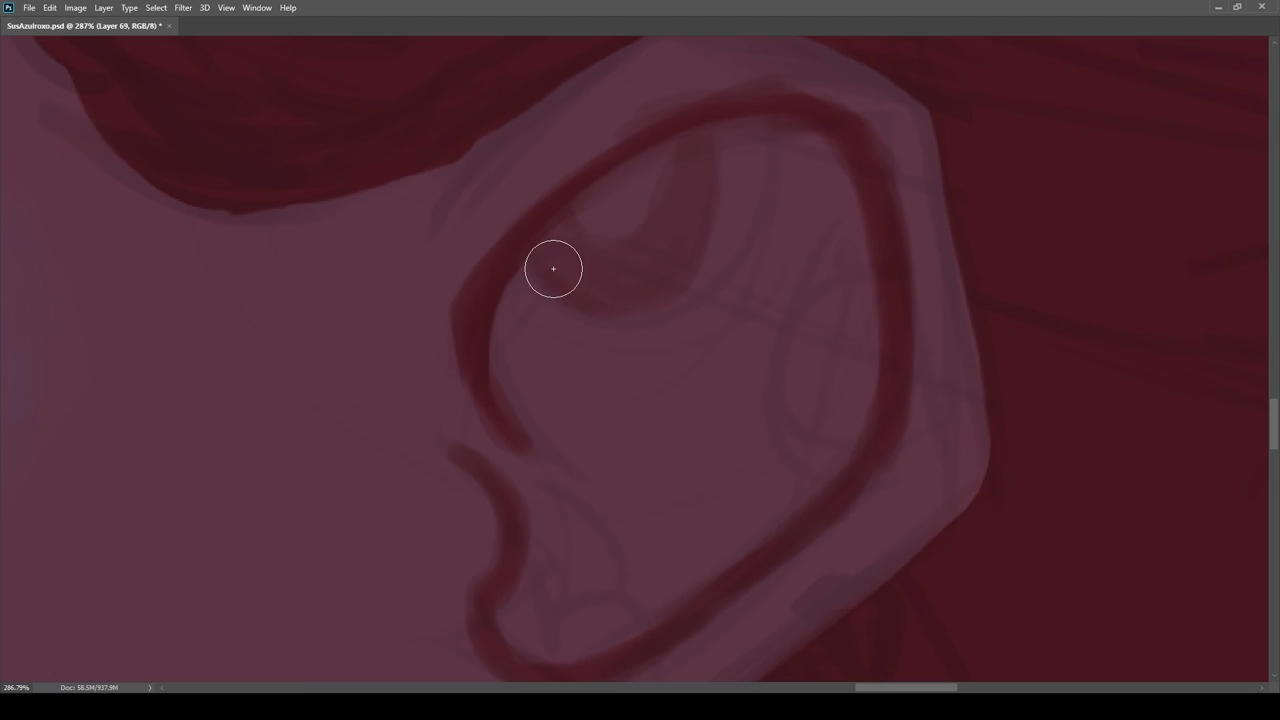 Ps File Edit Image Layer Type Select Filter 3D View Window Help
SusAzulroxo.psd @ 287% (Layer 69, RGB/8) * ×
286.79% Doc: 58.5M/937.9M